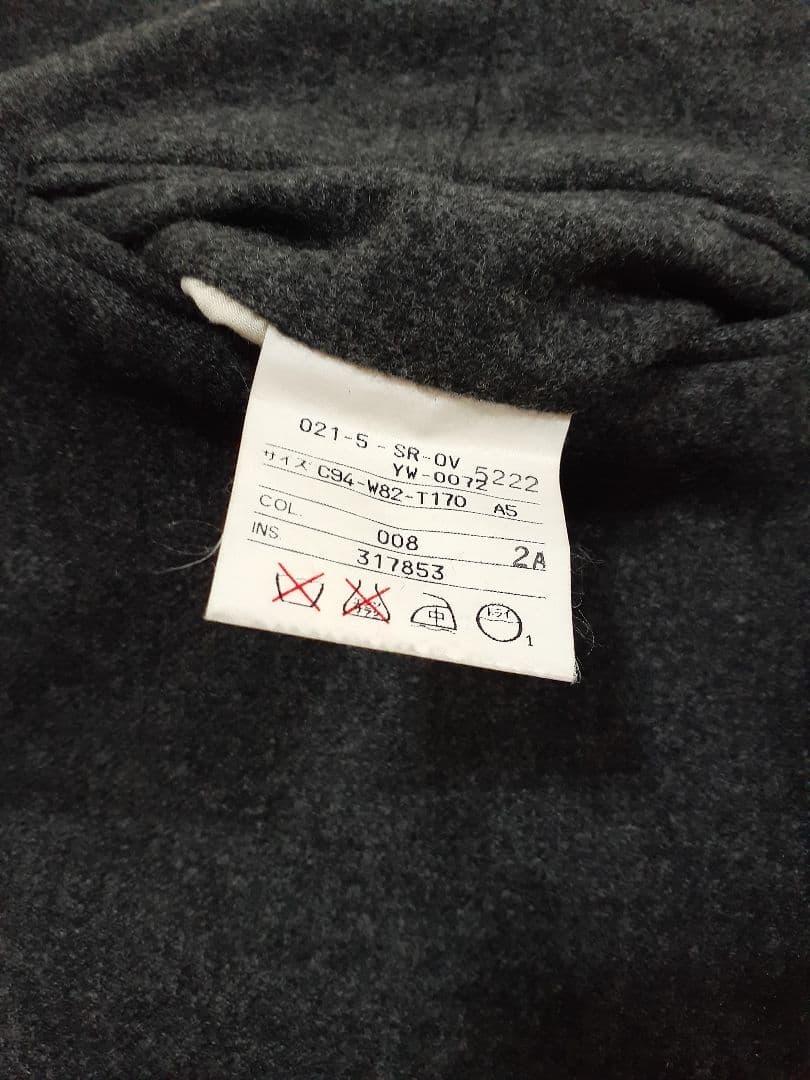 021-5-SR-OV
YW-0072 5222
サイズ C94-W82-T170 A5
COL. 008
INS. 317853 2A
中 ドライ 1